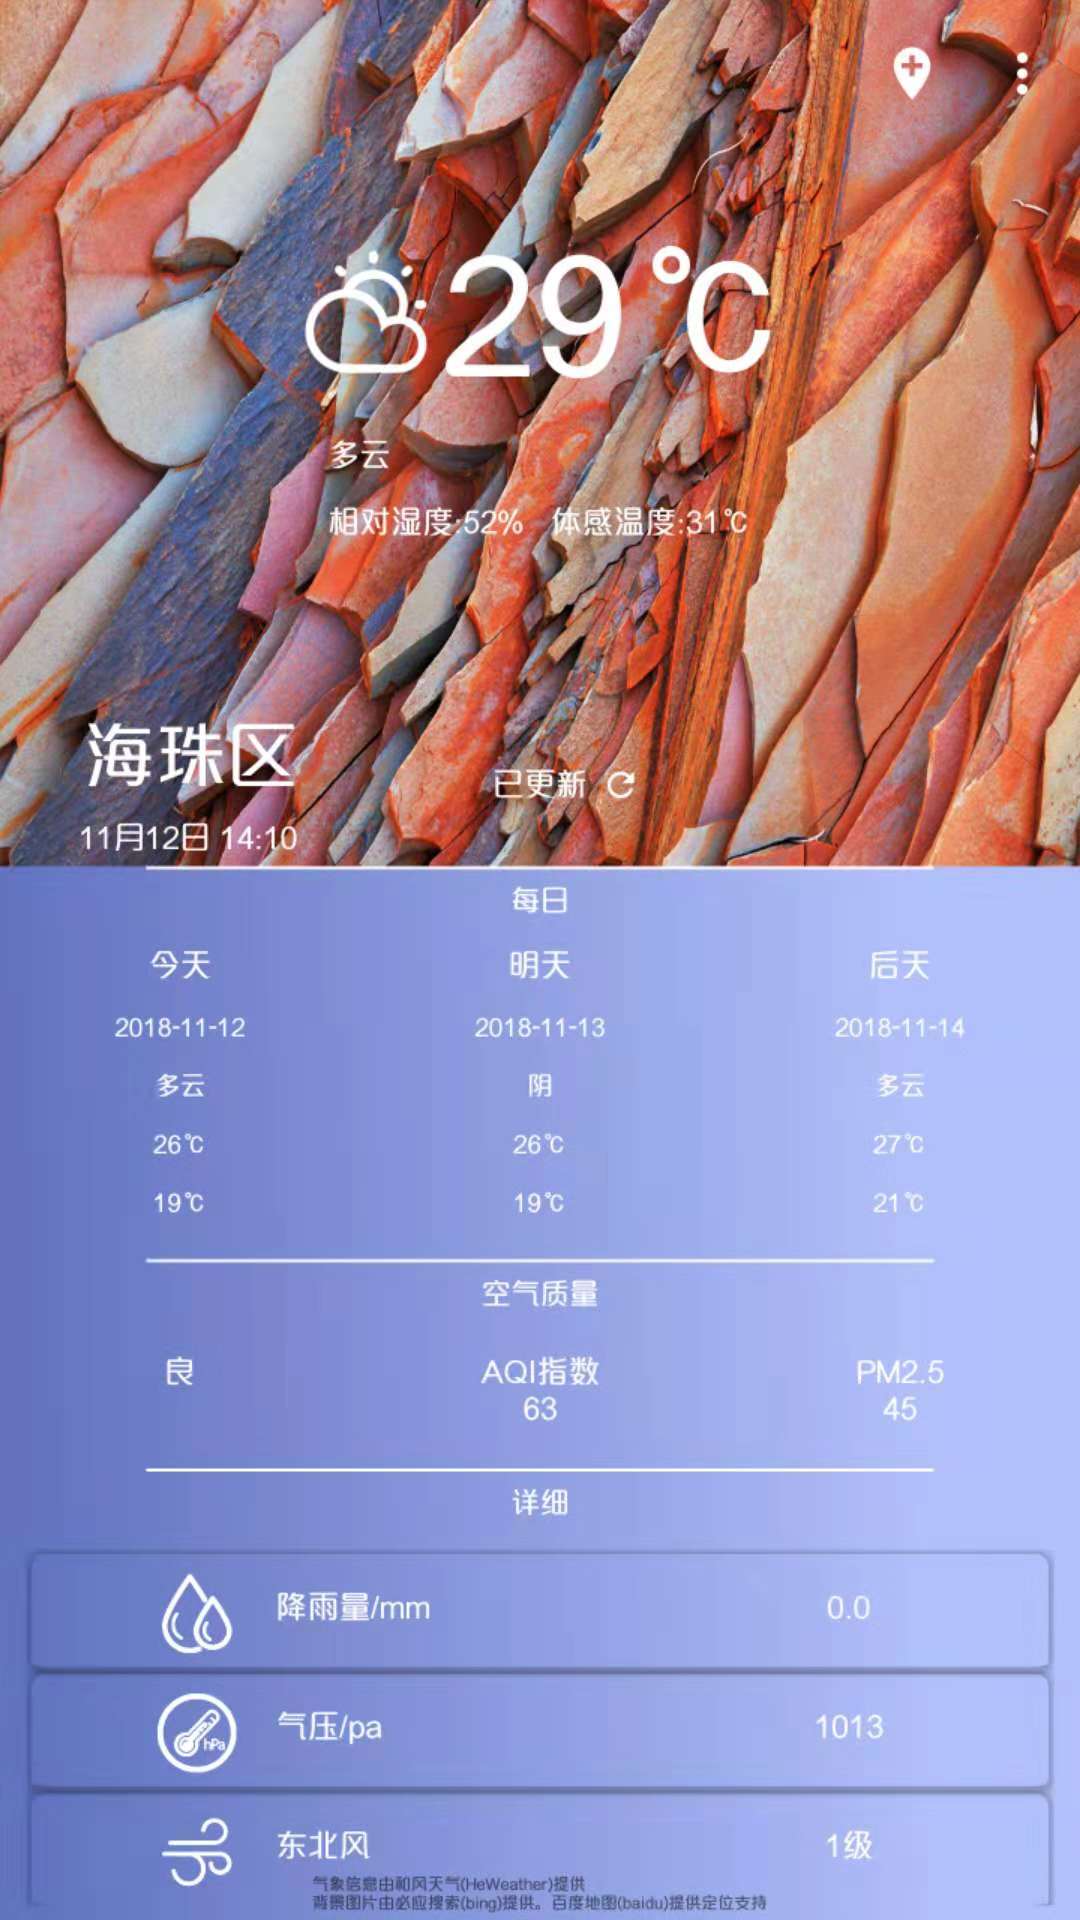 29℃
多云
相对湿度:52% 体感温度:31℃
海珠区
已更新
11月12日 14:10
每日
今天 明天 后天
2018-11-12 2018-11-13 2018-11-14
多云 阴 多云
26℃ 26℃ 27℃
19℃ 19℃ 21℃
空气质量
良 AQI指数 PM2.5
63 45
详细
降雨量/mm 0.0
hPa
气压/pa 1013
东北风 1级
气象信息由和风天气(HeWeather)提供
背景图片由必应搜索(bing)提供。百度地图(baidu)提供定位支持